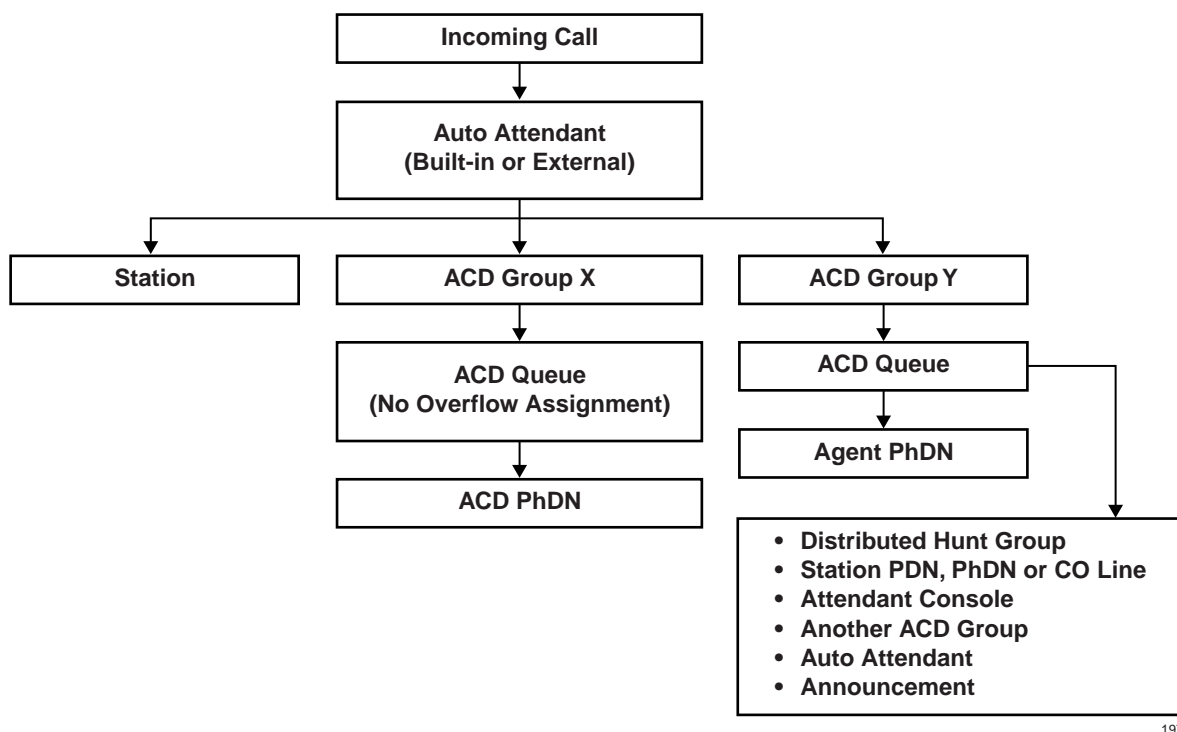 Incoming Call
Auto Attendant
(Built-in or External)
Station
ACD Group X
ACD Group Y
ACD Queue
(No Overflow Assignment)
ACD Queue
ACD PhDN
Agent PhDN
• Distributed Hunt Group
• Station PDN, PhDN or CO Line
• Attendant Console
• Another ACD Group
• Auto Attendant
• Announcement